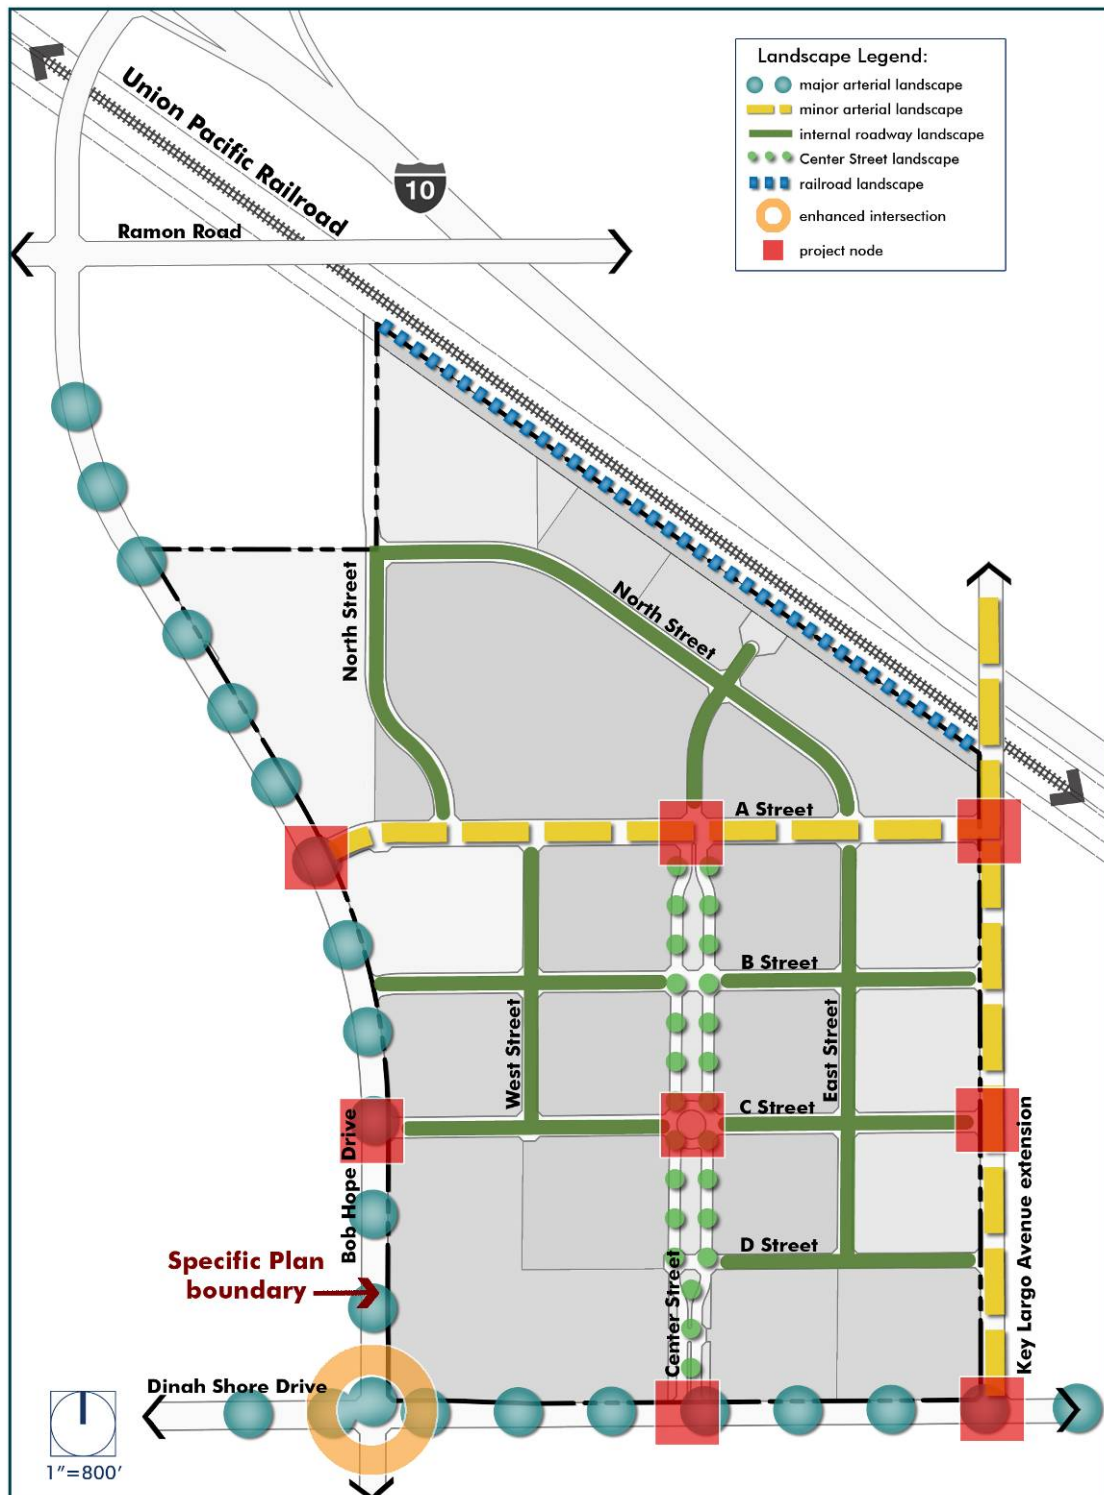 Landscape Legend:
major arterial landscape
minor arterial landscape
internal roadway landscape
Center Street landscape
railroad landscape
enhanced intersection
project node
Union Pacific Railroad
10
Ramon Road
North Street
North Street
A Street
B Street
West Street
East Street
C Street
Bob Hope Drive
Key Largo Avenue extension
D Street
Specific Plan
boundary
Center Street
Dinah Shore Drive
1"=800'